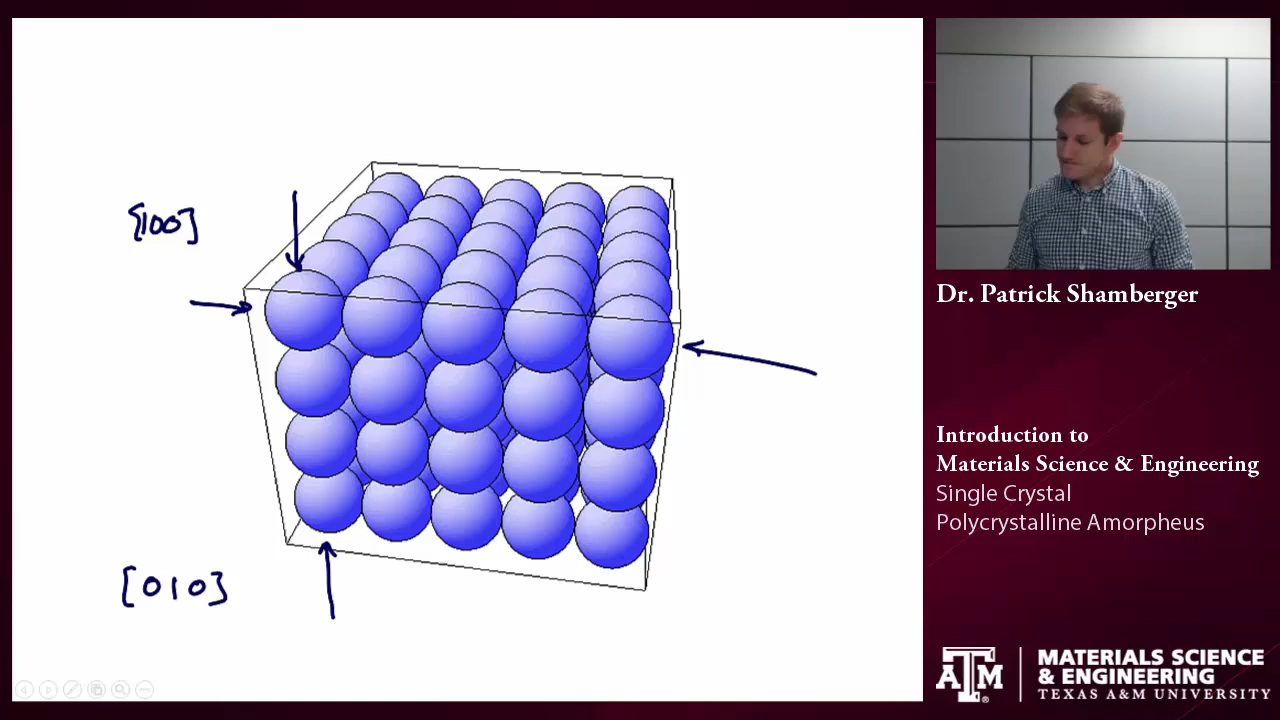 [100]
[010]
Dr. Patrick Shamberger
Introduction to
Materials Science & Engineering
Single Crystal
Polycrystalline Amorpheus
ATM
MATERIALS SCIENCE
& ENGINEERING
TEXAS A&M UNIVERSITY